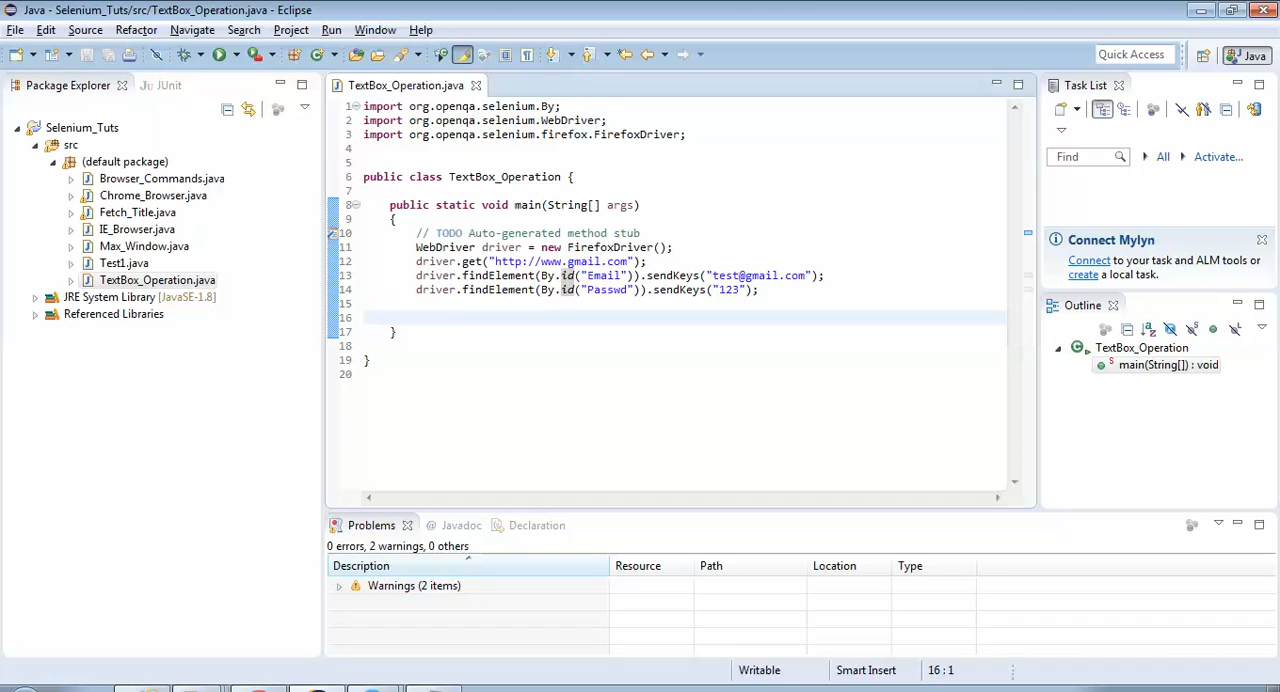 Java - Selenium_Tuts/src/TextBox_Operation.java - Eclipse
File Edit Source Refactor Navigate Search Project Run Window Help
Quick Access
Java
Package Explorer
JUnit
TextBox_Operation.java
Task List
Selenium_Tuts
src
(default package)
Browser_Commands.java
Chrome_Browser.java
Fetch_Title.java
IE_Browser.java
Max_Window.java
Test1.java
TextBox_Operation.java
JRE System Library [JavaSE-1.8]
Referenced Libraries
1 import org.openqa.selenium.By;
2 import org.openqa.selenium.WebDriver;
3 import org.openqa.selenium.firefox.FirefoxDriver;
4
5
6 public class TextBox_Operation {
7
8 public static void main(String[] args)
9 {
10 // TODO Auto-generated method stub
11 WebDriver driver = new FirefoxDriver();
12 driver.get("http://www.gmail.com");
13 driver.findElement(By.id("Email")).sendKeys("test@gmail.com");
14 driver.findElement(By.id("Passwd")).sendKeys("123");
15
16
17 }
18
19 }
20
Find
All
Activate...
Connect Mylyn
Connect to your task and ALM tools or
create a local task.
Outline
TextBox_Operation
main(String[]) : void
Problems @ Javadoc Declaration
0 errors, 2 warnings, 0 others
Description Resource Path Location Type
Warnings (2 items)
Writable Smart Insert 16 : 1